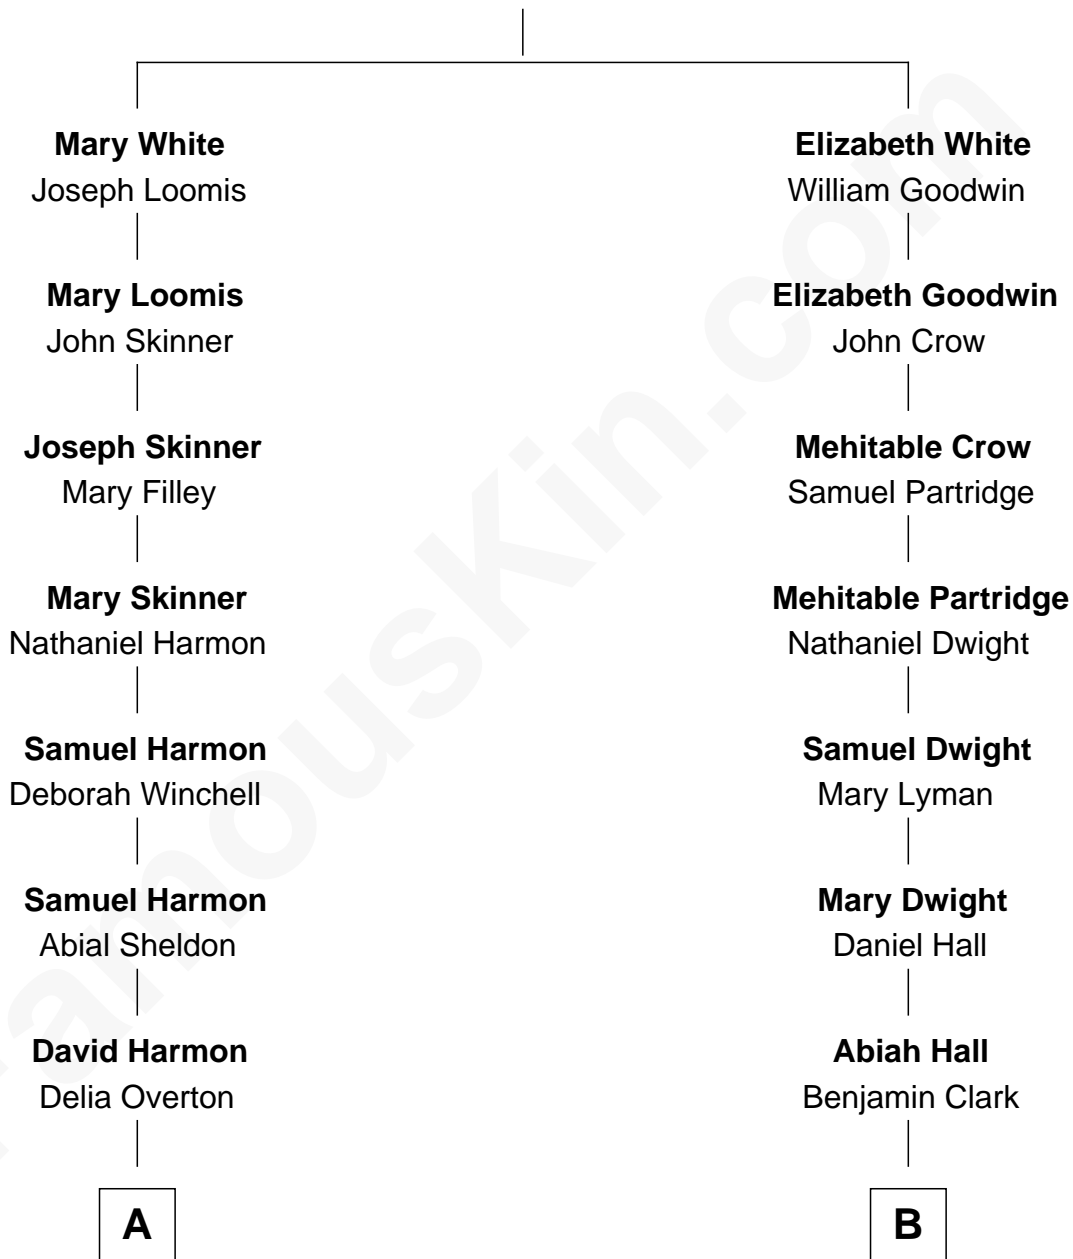 Mary White
Joseph Loomis
Mary Loomis
John Skinner
Joseph Skinner
Mary Filley
Mary Skinner
Nathaniel Harmon
Samuel Harmon
Deborah Winchell
Samuel Harmon
Abial Sheldon
David Harmon
Delia Overton
A
Elizabeth White
William Goodwin
Elizabeth Goodwin
John Crow
Mehitable Crow
Samuel Partridge
Mehitable Partridge
Nathaniel Dwight
Samuel Dwight
Mary Lyman
Mary Dwight
Daniel Hall
Abiah Hall
Benjamin Clark
B
FamousKin.com